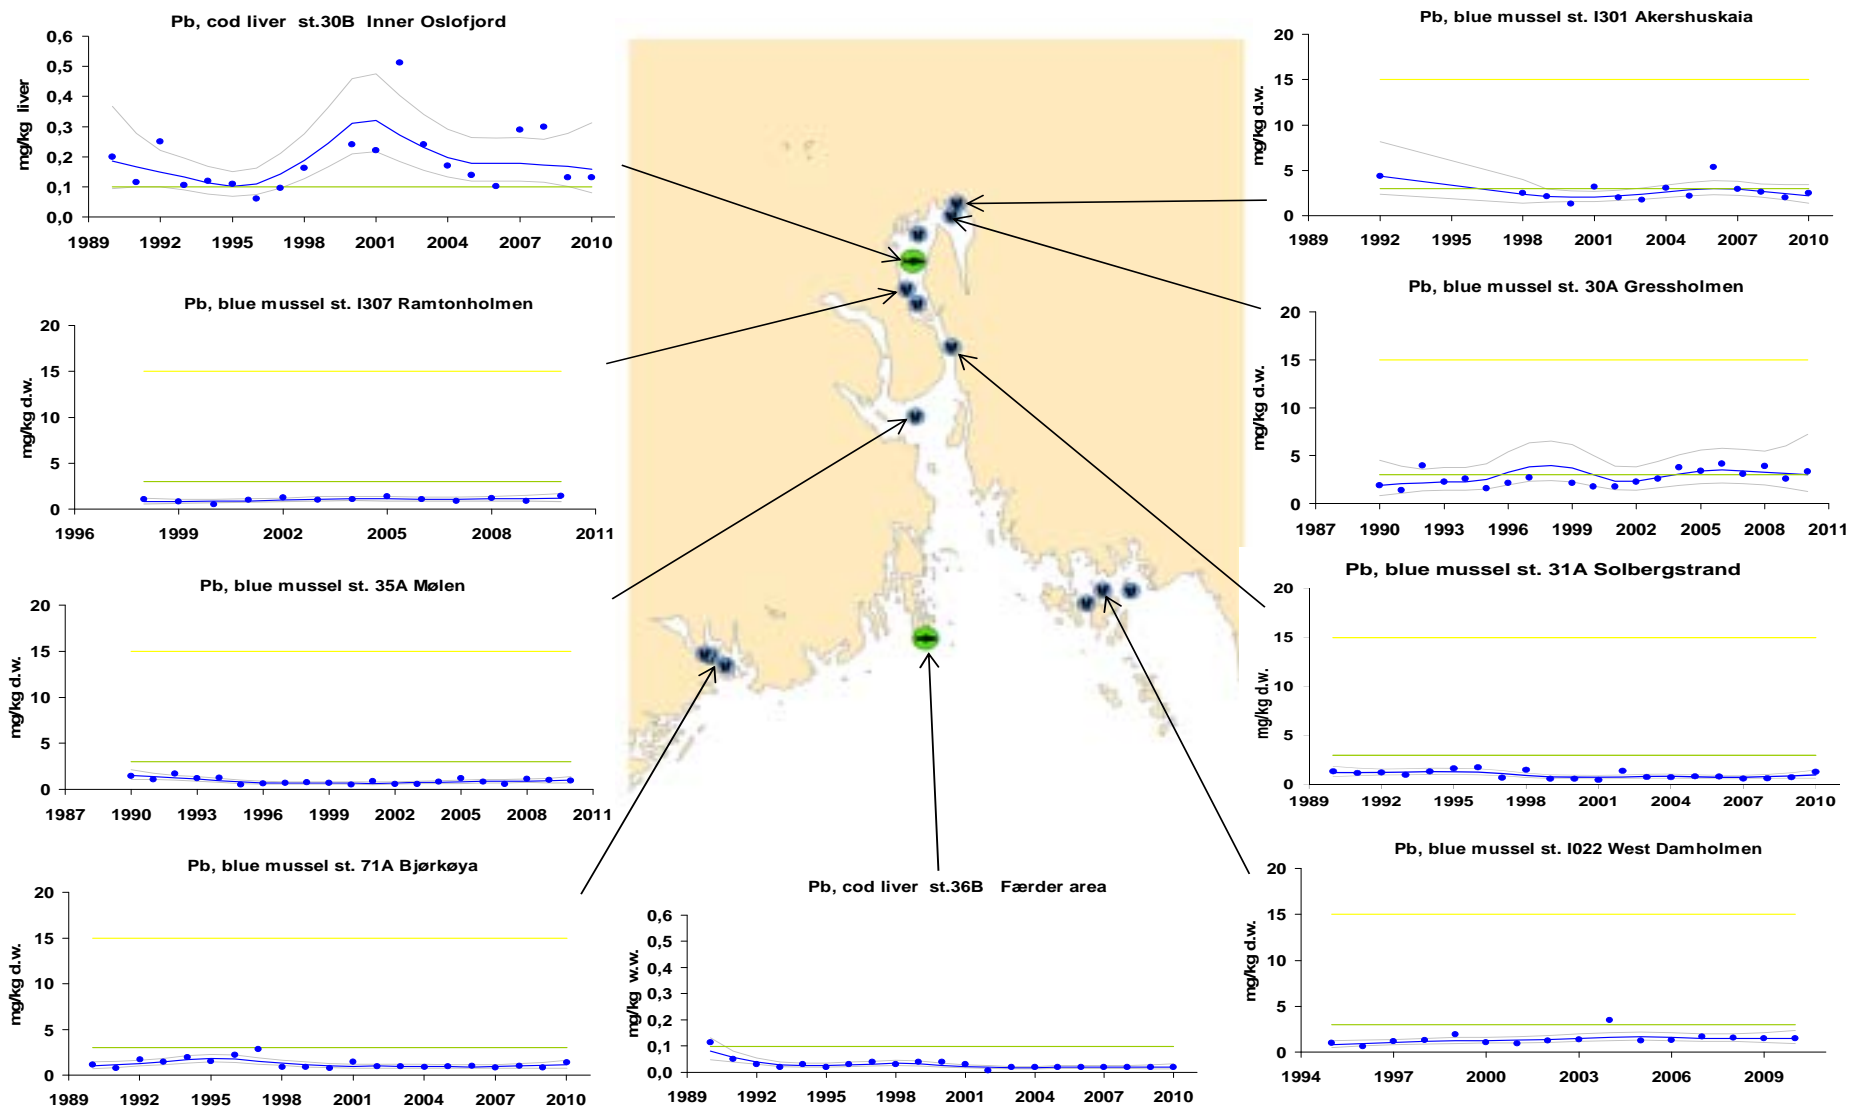 Pb, cod liver st.30B Inner Oslofjord
mg/kg liver
0,6
0,5
0,4
0,3
0,2
0,1
0,0
1989 1992 1995 1998 2001 2004 2007 2010
Pb, blue mussel st. I301 Akershuskaia
mg/kg d.w.
20
15
10
5
0
1989 1992 1995 1998 2001 2004 2007 2010
Pb, blue mussel st. I307 Ramtonholmen
mg/kg d.w.
20
15
10
5
0
1996 1999 2002 2005 2008 2011
Pb, blue mussel st. 30A Gressholmen
mg/kg d.w.
20
15
10
5
0
1987 1990 1993 1996 1999 2002 2005 2008 2011
Pb, blue mussel st. 35A Mølen
mg/kg d.w.
20
15
10
5
0
1987 1990 1993 1996 1999 2002 2005 2008 2011
Pb, blue mussel st. 31A Solbergstrand
mg/kg d.w.
20
15
10
5
0
1989 1992 1995 1998 2001 2004 2007 2010
Pb, blue mussel st. 71A Bjørkøya
mg/kg d.w.
20
15
10
5
0
1989 1992 1995 1998 2001 2004 2007 2010
Pb, cod liver st.36B Færder area
mg/kg w.w.
0,6
0,5
0,4
0,3
0,2
0,1
0,0
1989 1992 1995 1998 2001 2004 2007 2010
Pb, blue mussel st. I022 West Damholmen
mg/kg d.w.
20
15
10
5
0
1994 1997 2000 2003 2006 2009